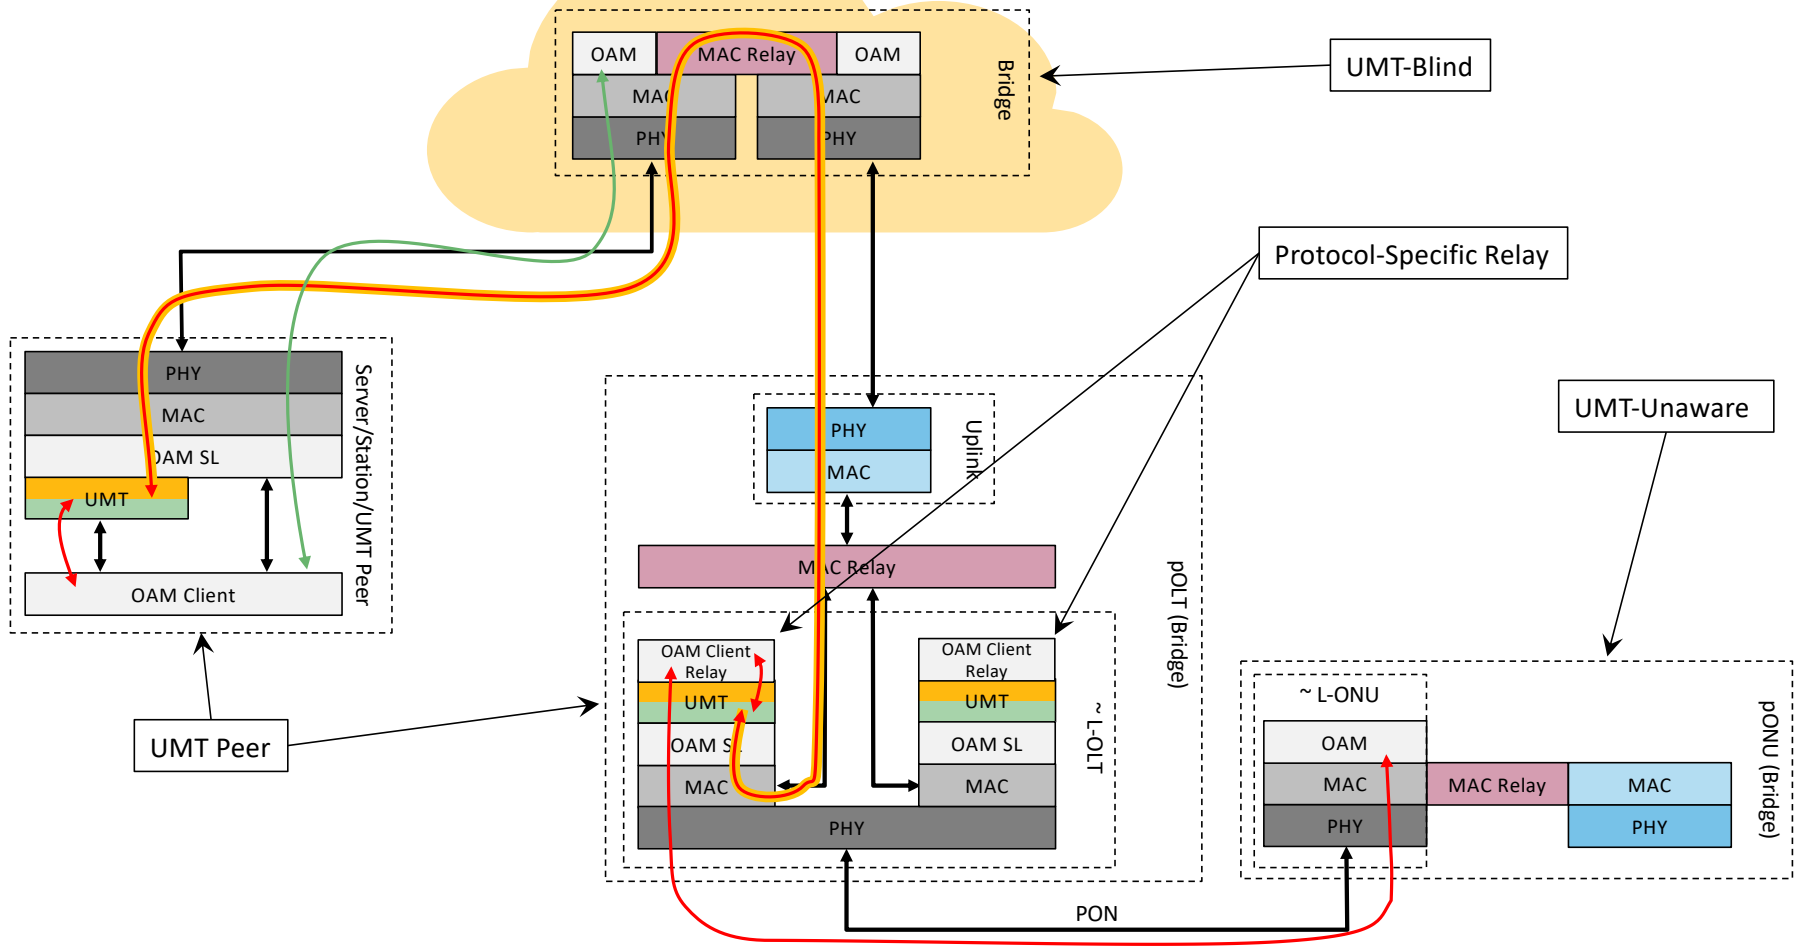 OAM
MAC Relay
OAM
MAC
MAC
PHY
PHY
Bridge
UMT-Blind
Protocol-Specific Relay
PHY
MAC
OAM SL
UMT
OAM Client
Server/Station/UMT Peer
UMT Peer
PHY
MAC
Uplink
MAC Relay
pOLT (Bridge)
OAM Client
Relay
UMT
OAM SL
MAC
OAM Client
Relay
UMT
OAM SL
MAC
PHY
~ L-OLT
PON
UMT-Unaware
~ L-ONU
OAM
MAC
PHY
MAC Relay
MAC
PHY
pONU (Bridge)